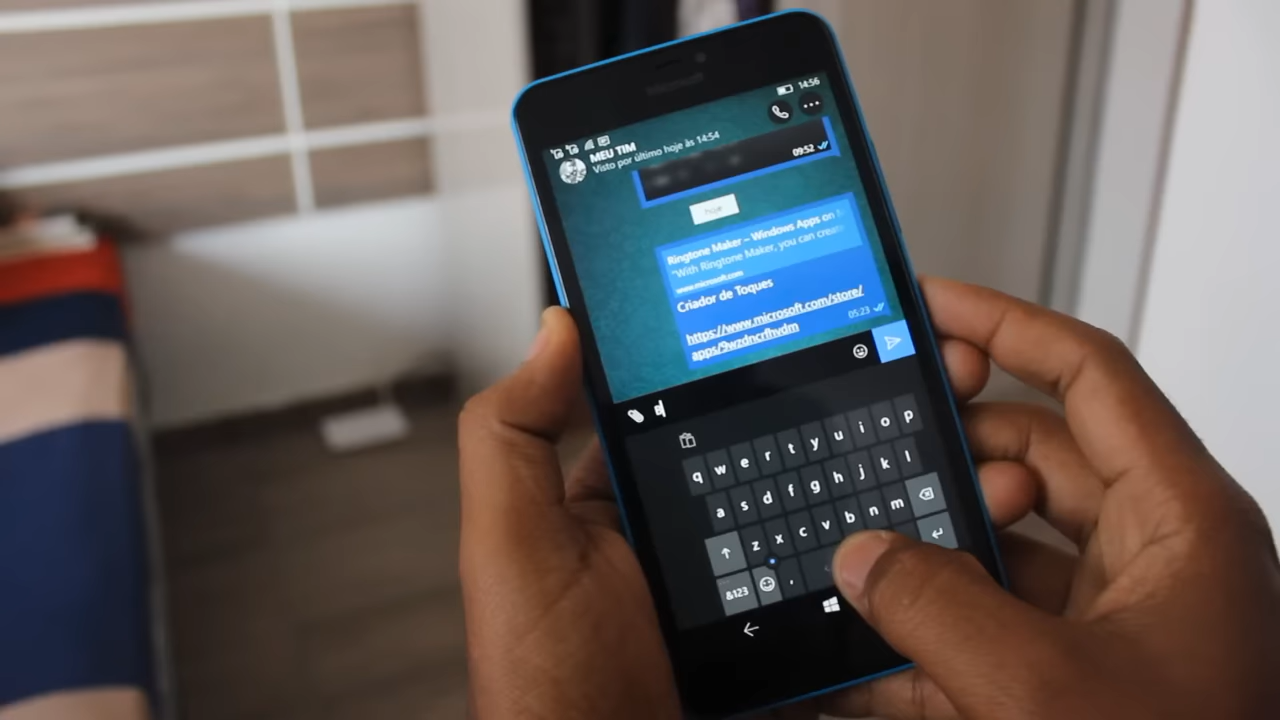 Microsoft
14:56
MEU TIM
Visto por último hoje às 14:54
09:52
hoje
Ringtone Maker – Windows Apps on
"With Ringtone Maker, you can create
www.microsoft.com
Criador de Toques
https://www.microsoft.com/store/
apps/9wzdncrfhvdm
05:23
B
q w e r t y u i o p
a s d f g h j k l
z x c v b n m
&123 ,